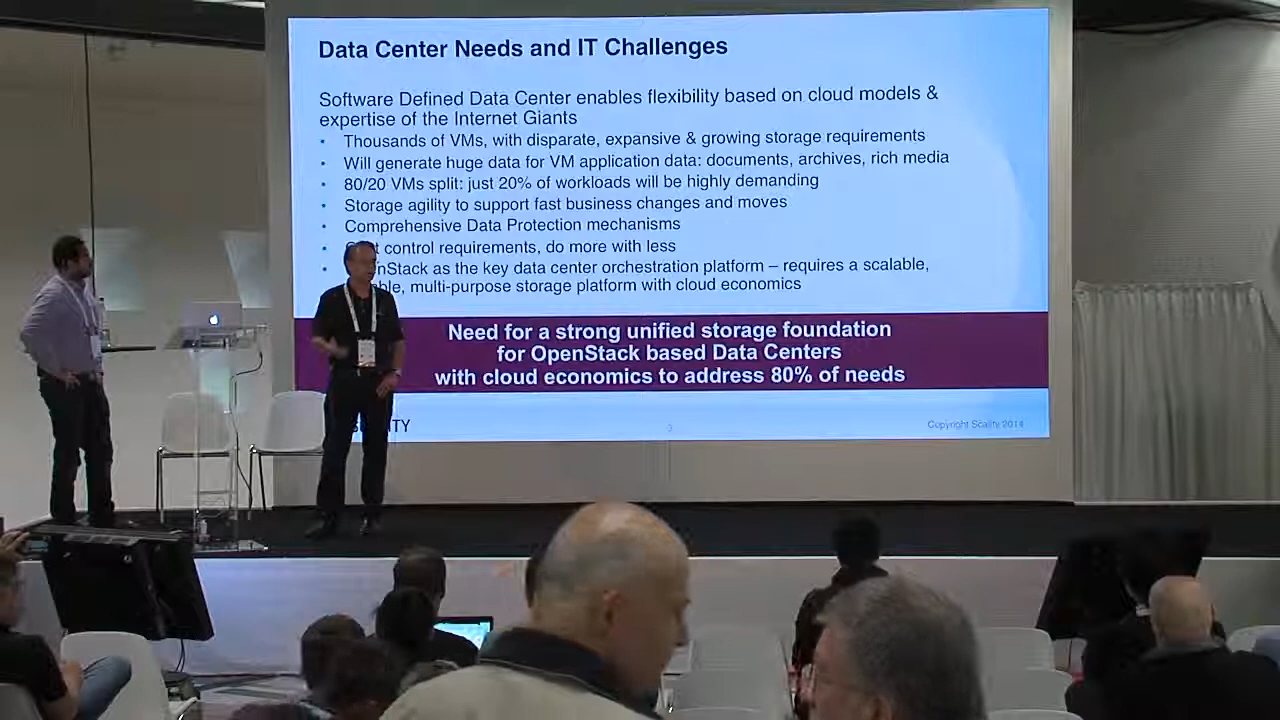 Data Center Needs and IT Challenges
Software Defined Data Center enables flexibility based on cloud models &
expertise of the Internet Giants
• Thousands of VMs, with disparate, expansive & growing storage requirements
• Will generate huge data for VM application data: documents, archives, rich media
• 80/20 VMs split: just 20% of workloads will be highly demanding
• Storage agility to support fast business changes and moves
• Comprehensive Data Protection mechanisms
• control requirements, do more with less
• as the key data center orchestration platform – requires a scalable,
multi-purpose storage platform with cloud economics
Need for a strong unified storage foundation
for OpenStack based Data Centers
with cloud economics to address 80% of needs
3
Copyright Scality 2014